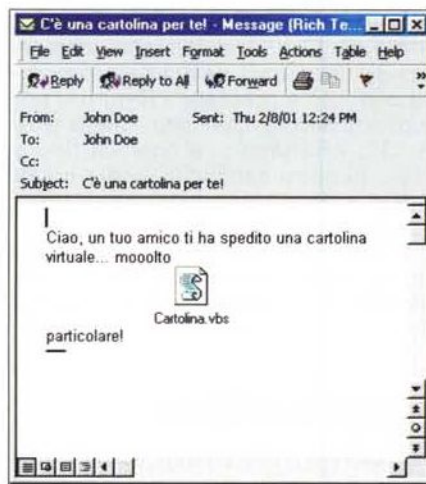 C'è una cartolina per te! - Message (Rich Te...
File Edit View Insert Format Tools Actions Table Help
Reply Reply to All Forward »
From: John Doe Sent: Thu 2/8/01 12:24 PM
To: John Doe
Cc:
Subject: C'è una cartolina per te!
Ciao, un tuo amico ti ha spedito una cartolina
virtuale... mooolto
Cartolina.vbs
particolare!